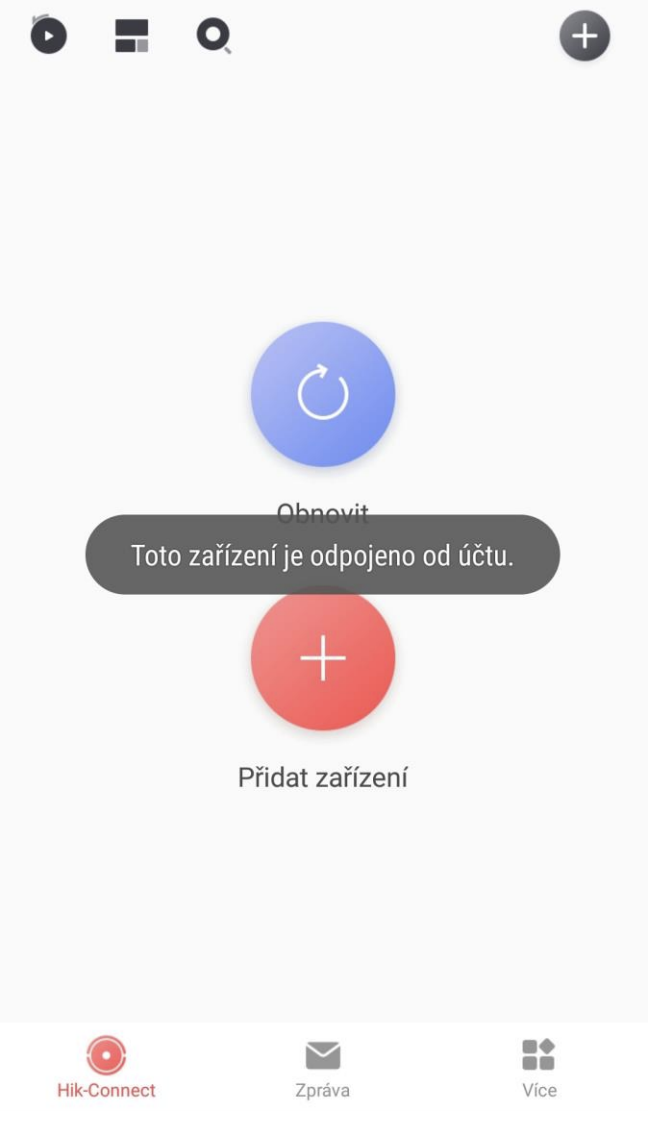 Obnovit
Toto zařízení je odpojeno od účtu.
Přidat zařízení
Hik-Connect
Zpráva
Více